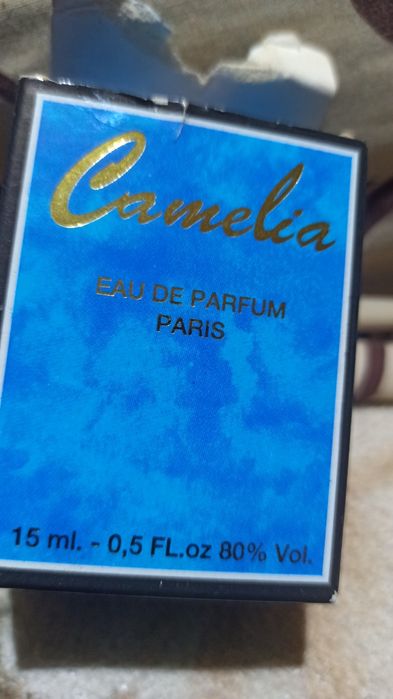 Camelia
EAU DE PARFUM
PARIS
15 ml. - 0,5 FL.oz 80% Vol.